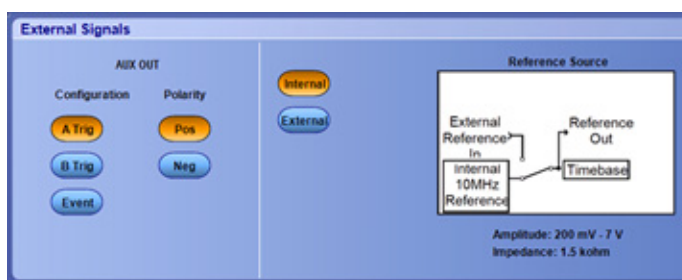 External Signals
AUX OUT
Configuration
Polarity
A Trig
Pos
B Trig
Neg
Event
Internal
External
Reference Source
External
Reference
In
Reference
Out
Internal
10MHz
Reference
Timebase
Amplitude: 200 mV - 7 V
Impedance: 1.5 kohm